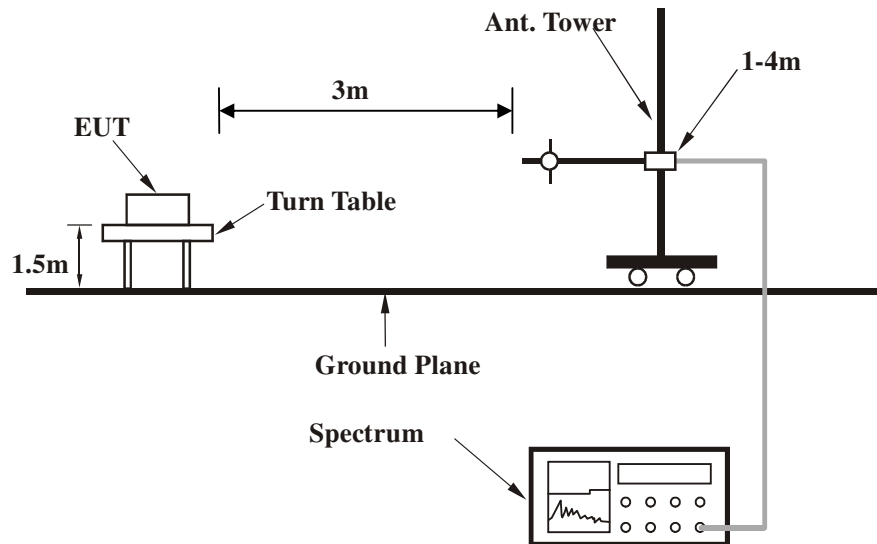 Ant. Tower
1-4m
3m
EUT
Turn Table
1.5m
Ground Plane
Spectrum